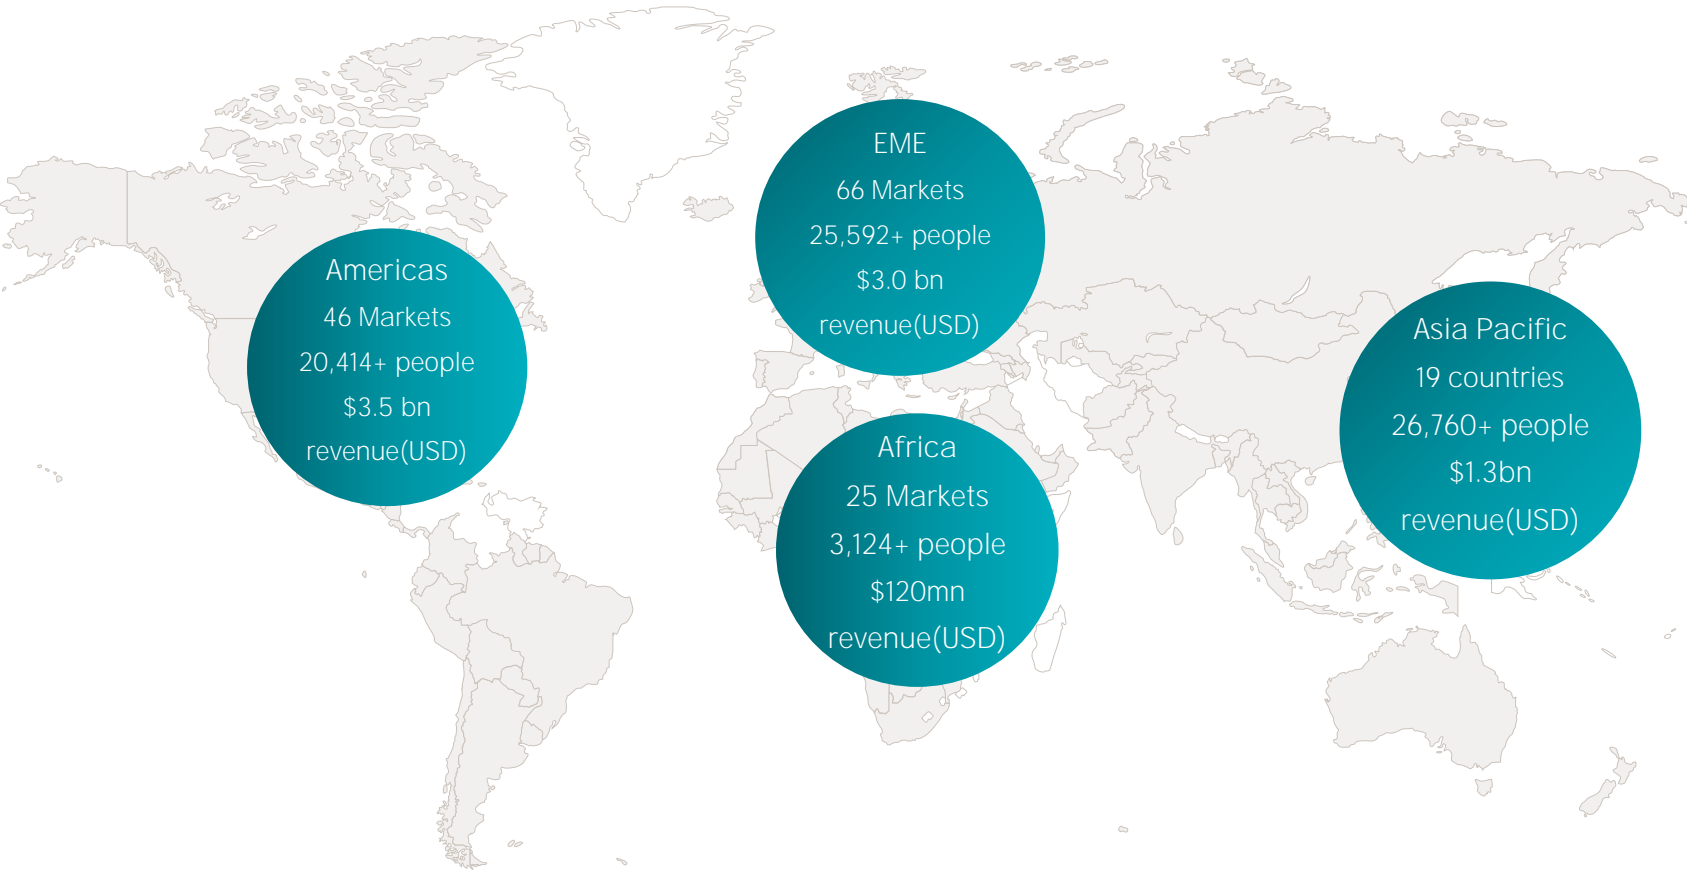 EME
66 Markets
25,592+ people
$3.0 bn
revenue(USD)
Americas
46 Markets
20,414+ people
$3.5 bn
revenue(USD)
Asia Pacific
19 countries
26,760+ people
$1.3bn
revenue(USD)
Africa
25 Markets
3,124+ people
$120mn
revenue(USD)